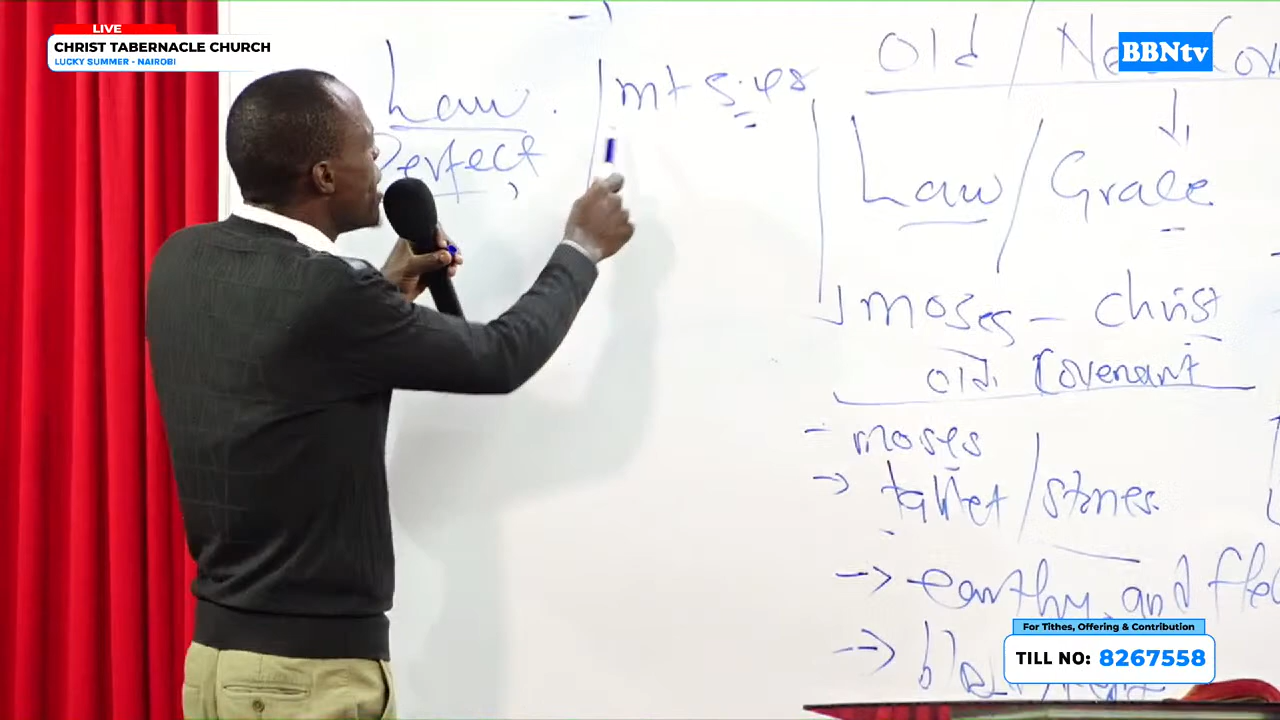 LIVE
CHRIST TABERNACLE CHURCH
LUCKY SUMMER - NAIROBI
BBNtv
Law.
Perfect,
Old / New Cov
Law / Grace
Moses - Christ
Old Covenant
- Moses
-> tablet / stones.
-> earthy and
->
For Tithes, Offering & Contribution
TILL NO: 8267558